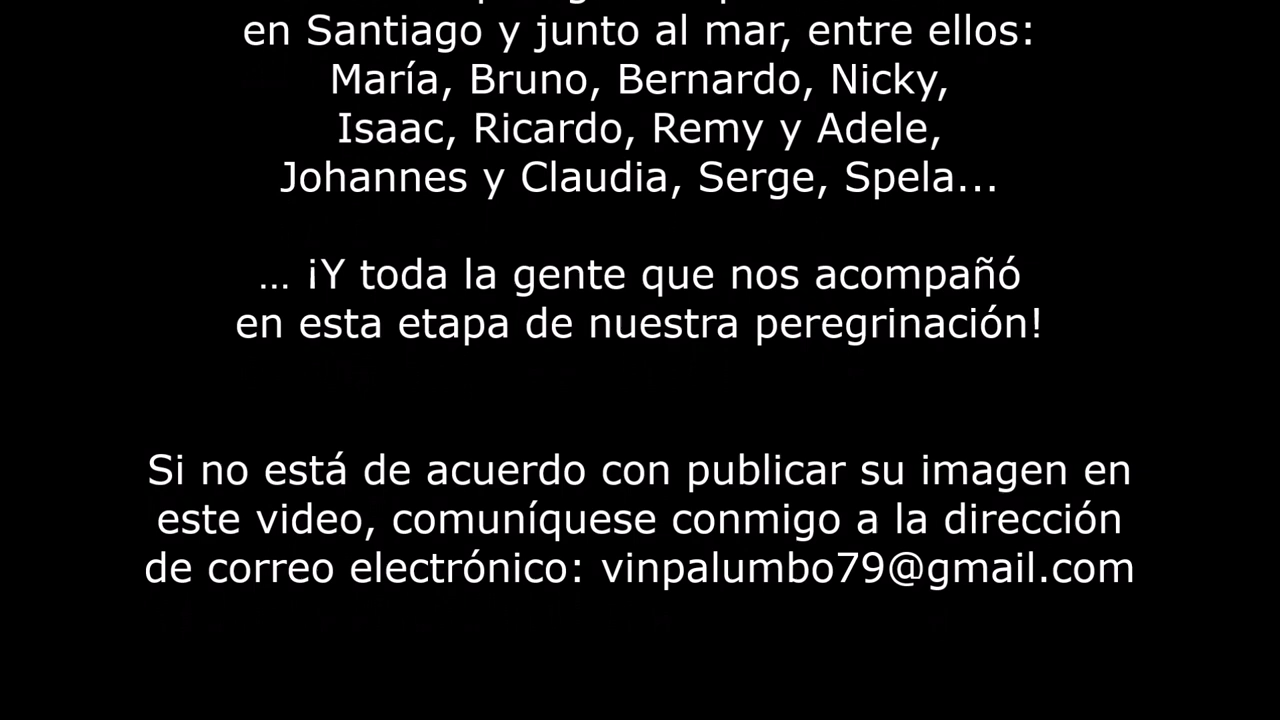 en Santiago y junto al mar, entre ellos:
María, Bruno, Bernardo, Nicky,
Isaac, Ricardo, Remy y Adele,
Johannes y Claudia, Serge, Spela...
... ¡Y toda la gente que nos acompañó
en esta etapa de nuestra peregrinación!
Si no está de acuerdo con publicar su imagen en
este video, comuníquese conmigo a la dirección
de correo electrónico: vinpalumbo79@gmail.com